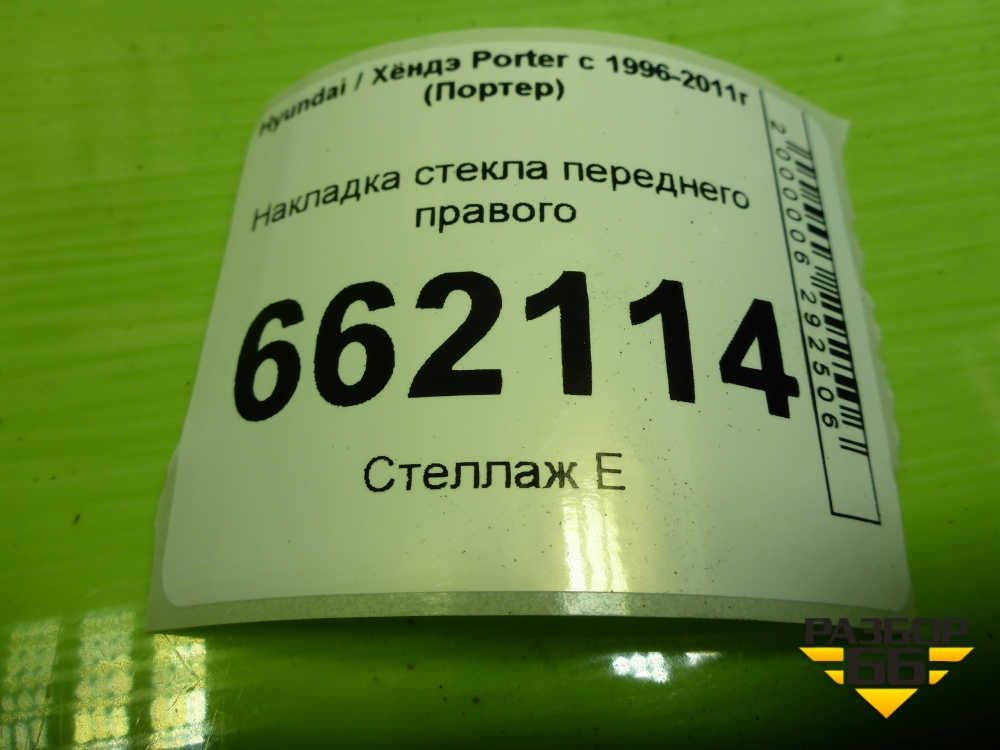 Hyundai / Хёндэ Porter с 1996-2011г
(Портер)
Накладка стекла переднего
правого
662114
Стеллаж Е
2000006292506
РАЗБОР
66